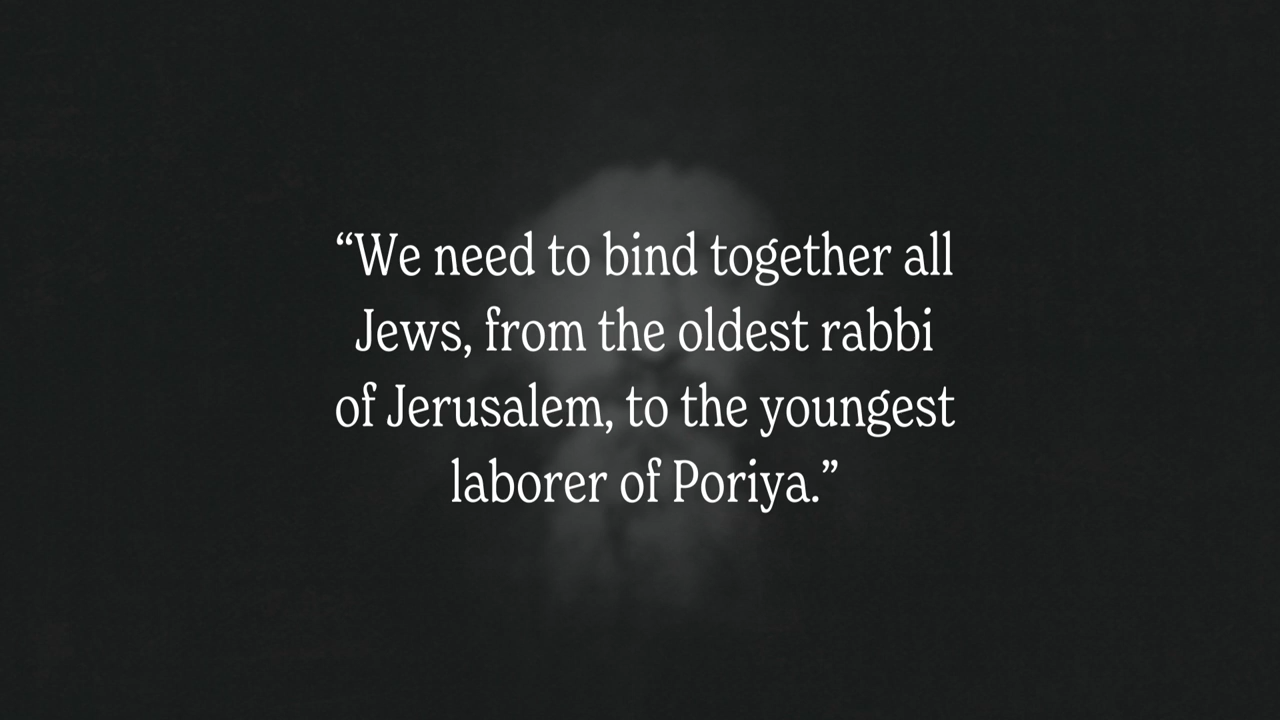 “We need to bind together all
Jews, from the oldest rabbi
of Jerusalem, to the youngest
laborer of Poriya.”